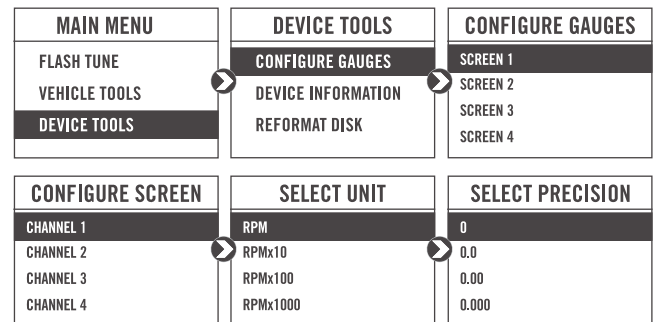 MAIN MENU
FLASH TUNE
VEHICLE TOOLS
DEVICE TOOLS
DEVICE TOOLS
CONFIGURE GAUGES
DEVICE INFORMATION
REFORMAT DISK
CONFIGURE GAUGES
SCREEN 1
SCREEN 2
SCREEN 3
SCREEN 4
CONFIGURE SCREEN
CHANNEL 1
CHANNEL 2
CHANNEL 3
CHANNEL 4
SELECT UNIT
RPM
RPMx10
RPMx100
RPMx1000
SELECT PRECISION
0
0.0
0.00
0.000